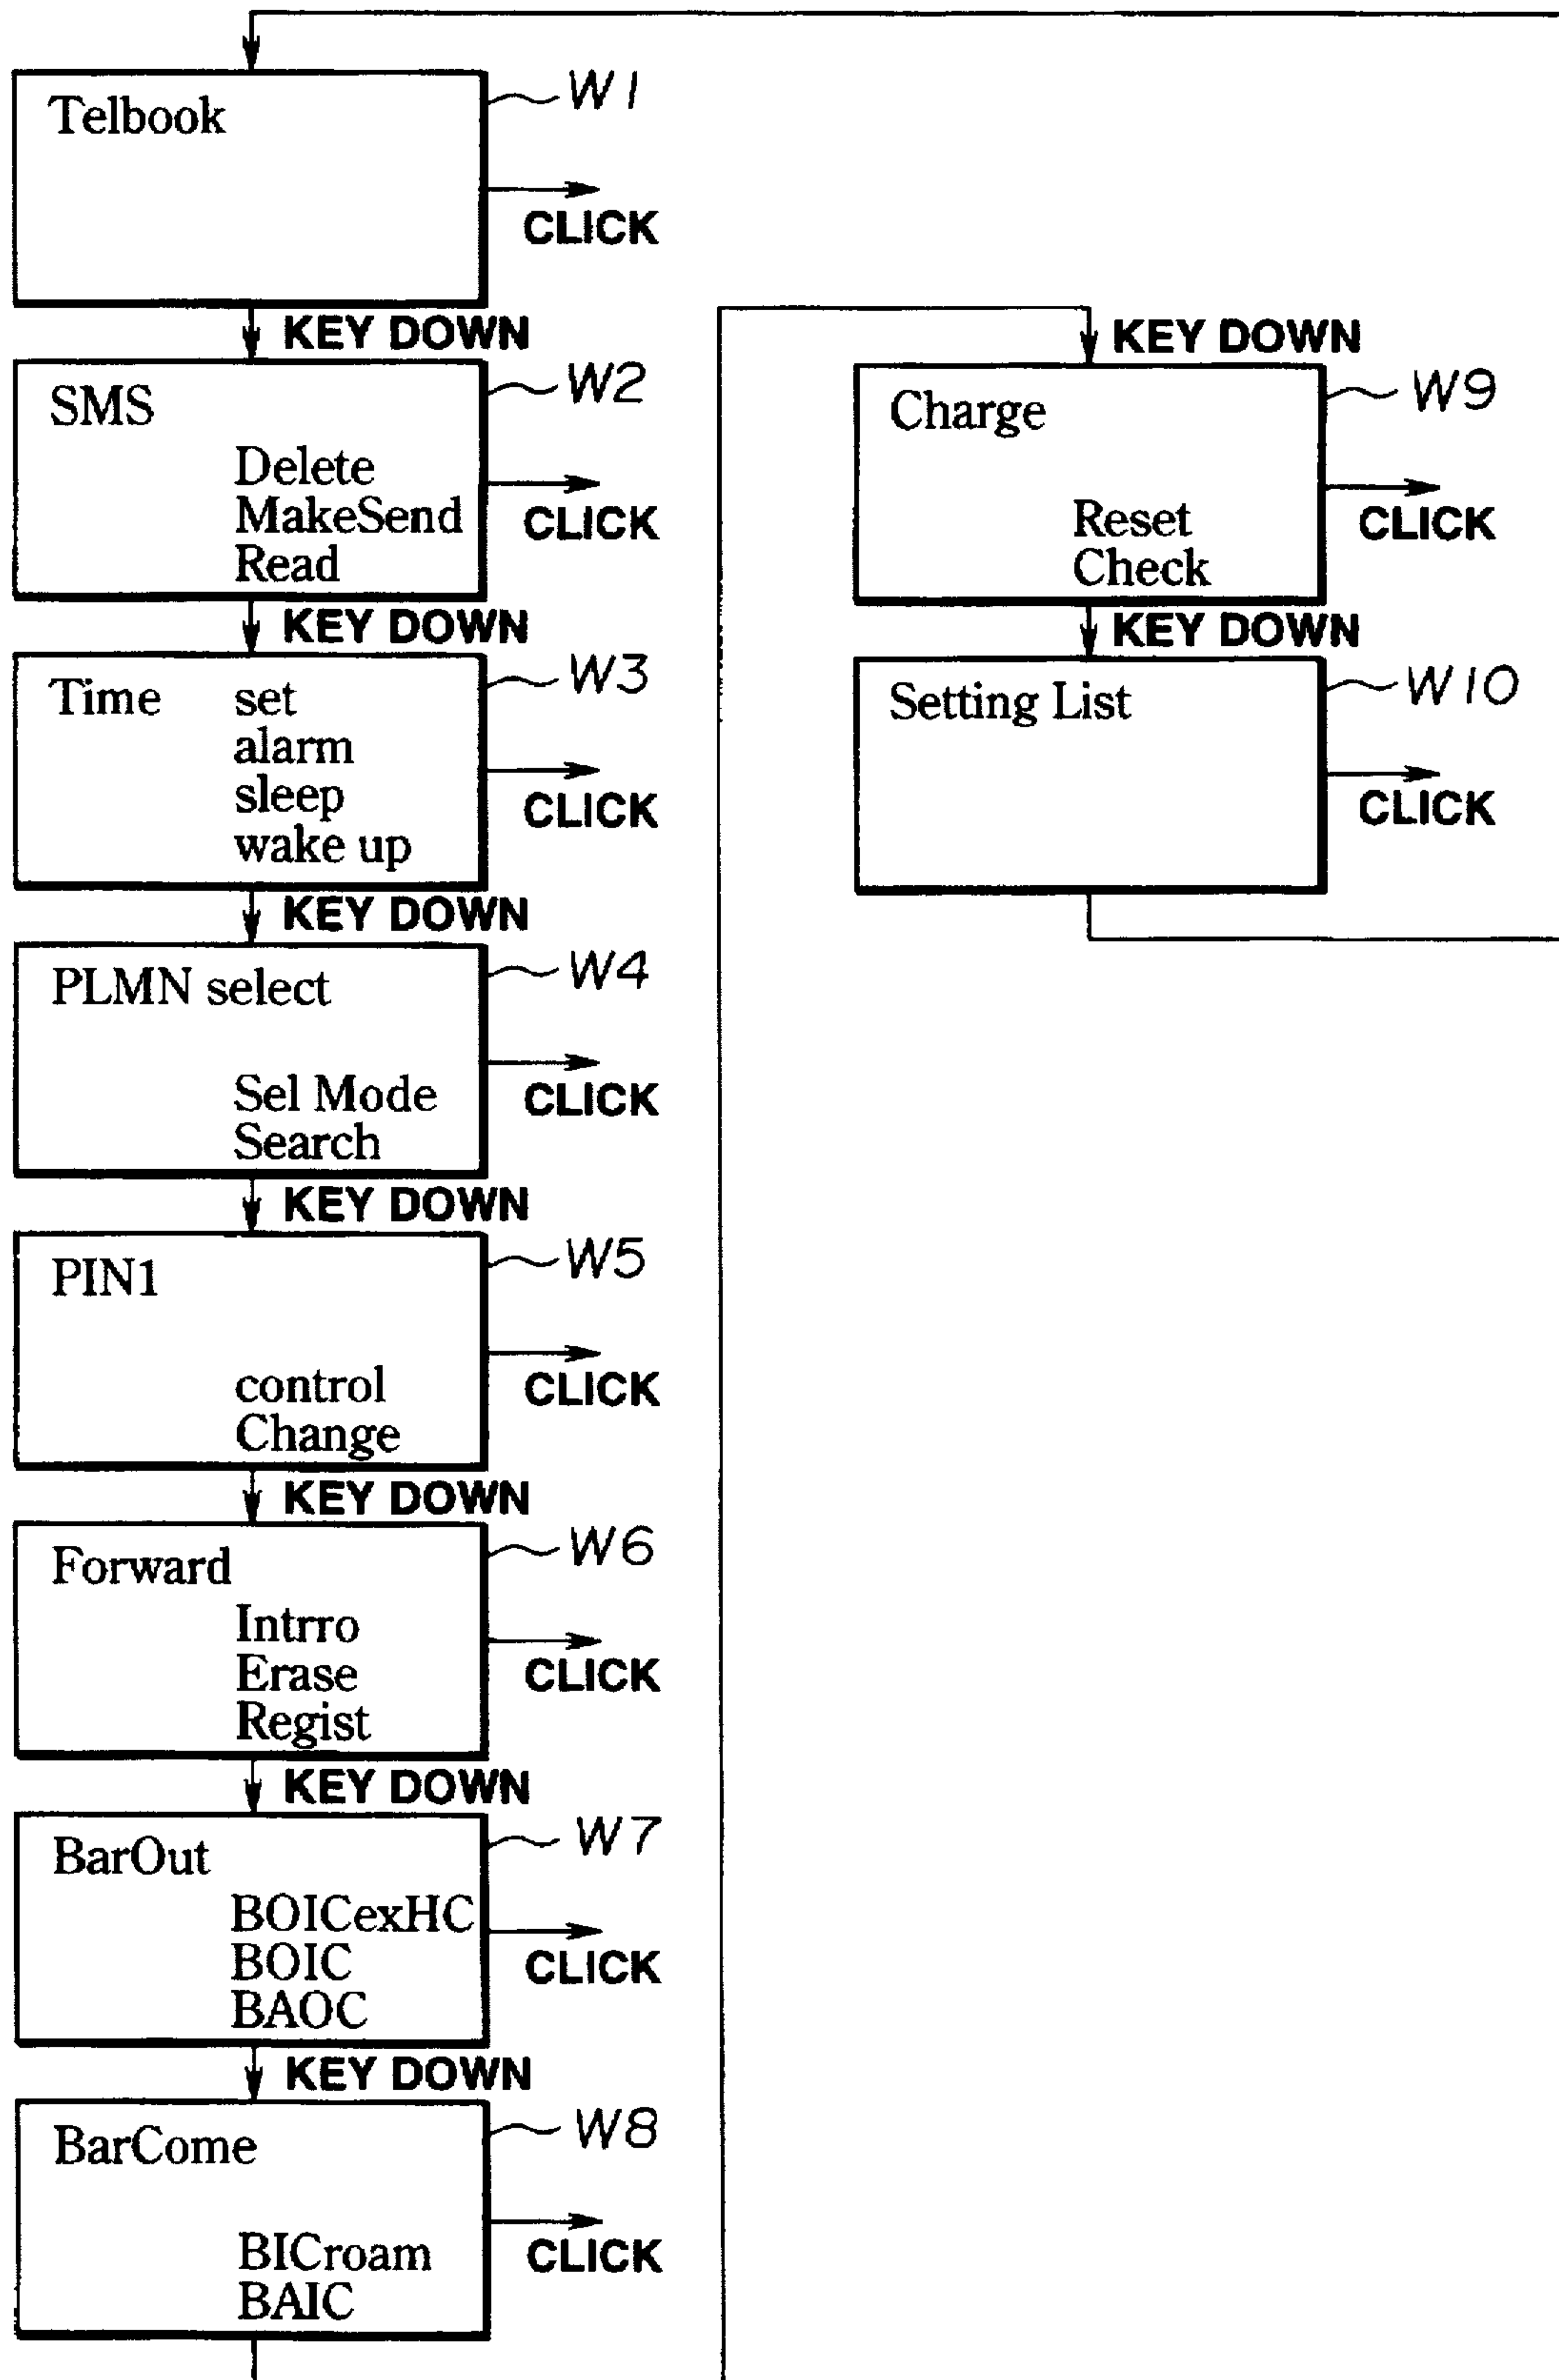 Telbook
W1
CLICK
KEY DOWN
SMS
W2
Delete
MakeSend
Read
CLICK
KEY DOWN
Time set
W3
alarm
sleep
wake up
CLICK
KEY DOWN
PLMN select
W4
Sel Mode
Search
CLICK
KEY DOWN
PIN1
W5
control
Change
CLICK
KEY DOWN
Forward
W6
Intrro
Erase
Regist
CLICK
KEY DOWN
BarOut
W7
BOICexHC
BOIC
BAOC
CLICK
KEY DOWN
BarCome
W8
BICroam
BAIC
CLICK
KEY DOWN
Charge
W9
Reset
Check
CLICK
KEY DOWN
Setting List
W10
CLICK